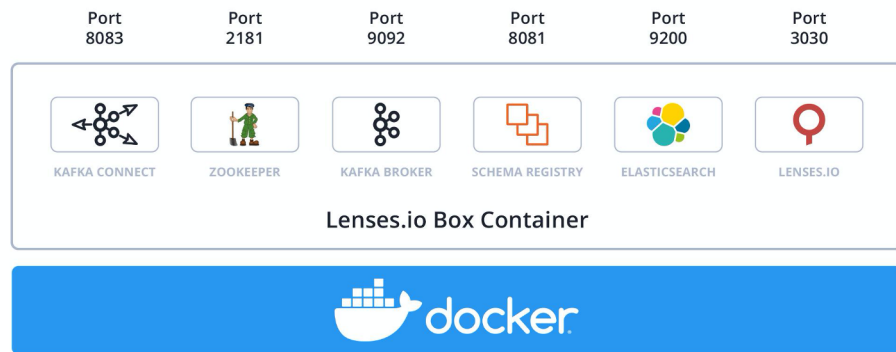 Port Port Port Port Port Port
8083 2181 9092 8081 9200 3030
KAFKA CONNECT ZOOKEEPER KAFKA BROKER SCHEMA REGISTRY ELASTICSEARCH LENSES.IO
Lenses.io Box Container
docker